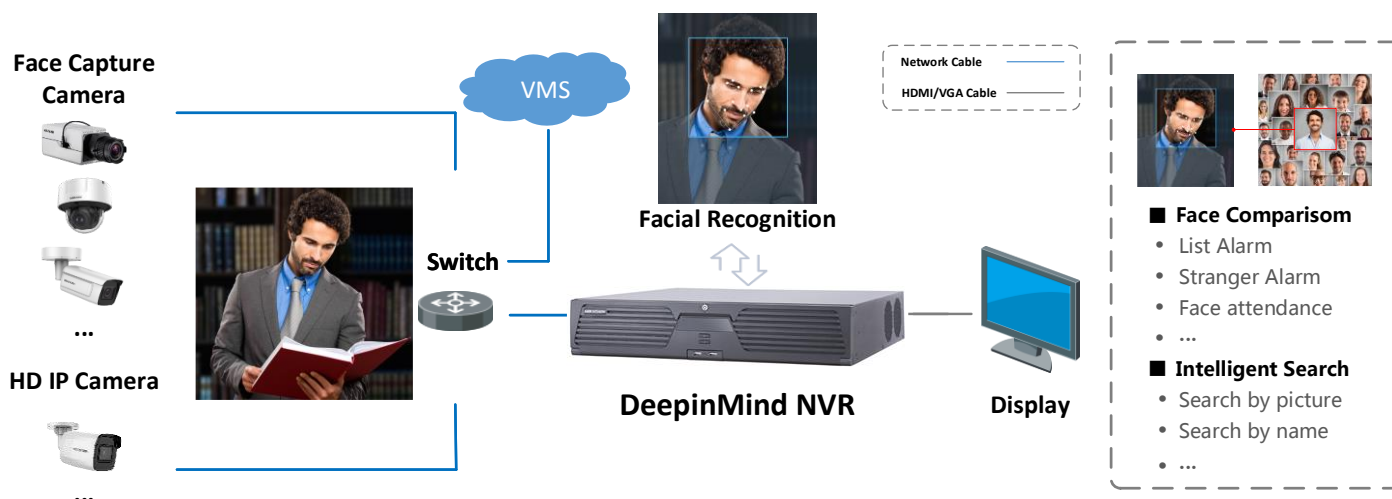 Face Capture
Camera
...
HD IP Camera
...
VMS
Switch
Facial Recognition
DeepinMind NVR
Display
Network Cable
HDMI/VGA Cable
■ Face Comparisom
• List Alarm
• Stranger Alarm
• Face attendance
• ...
■ Intelligent Search
• Search by picture
• Search by name
• ...